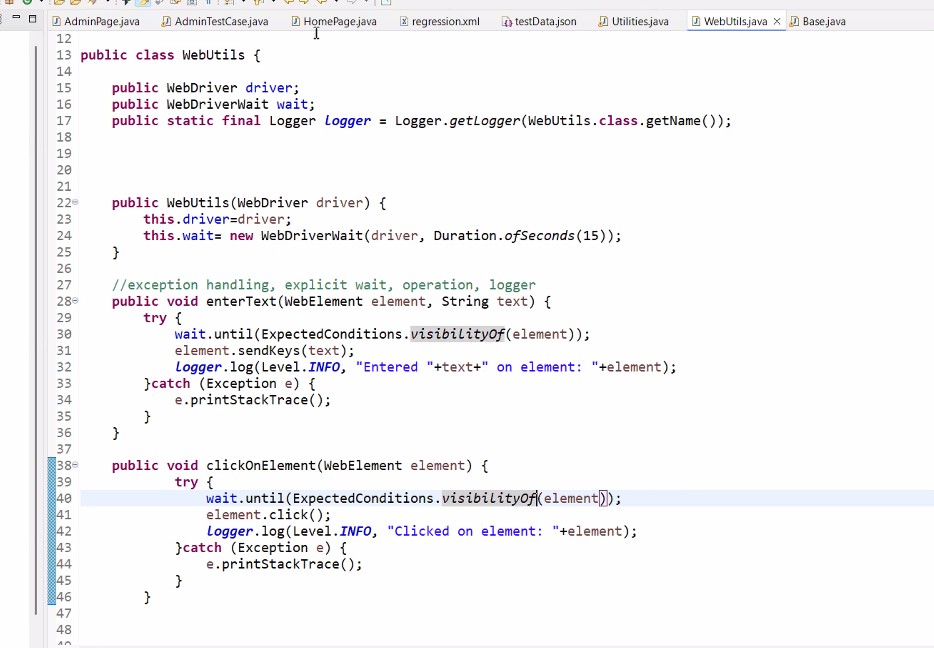 AdminPage.java AdminTestCase.java HomePage.java regression.xml testData.json Utilities.java WebUtils.java Base.java
12
13 public class WebUtils {
14
15 public WebDriver driver;
16 public WebDriverWait wait;
17 public static final Logger logger = Logger.getLogger(WebUtils.class.getName());
18
19
20
21
22 public WebUtils(WebDriver driver) {
23 this.driver=driver;
24 this.wait= new WebDriverWait(driver, Duration.ofSeconds(15));
25 }
26
27 //exception handling, explicit wait, operation, logger
28 public void enterText(WebElement element, String text) {
29 try {
30 wait.until(ExpectedConditions.visibilityOf(element));
31 element.sendKeys(text);
32 logger.log(Level.INFO, "Entered "+text+" on element: "+element);
33 }catch (Exception e) {
34 e.printStackTrace();
35 }
36 }
37
38 public void clickOnElement(WebElement element) {
39 try {
40 wait.until(ExpectedConditions.visibilityOf(element));
41 element.click();
42 logger.log(Level.INFO, "Clicked on element: "+element);
43 }catch (Exception e) {
44 e.printStackTrace();
45 }
46 }
47
48